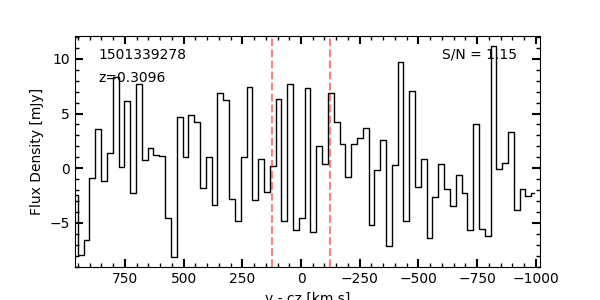 1501339278
S/N = 1.15
z=0.3096
Flux Density [mJy]
10
5
0
−5
750 500 250 0 −250 −500 −750 −1000
v - cz [km s]